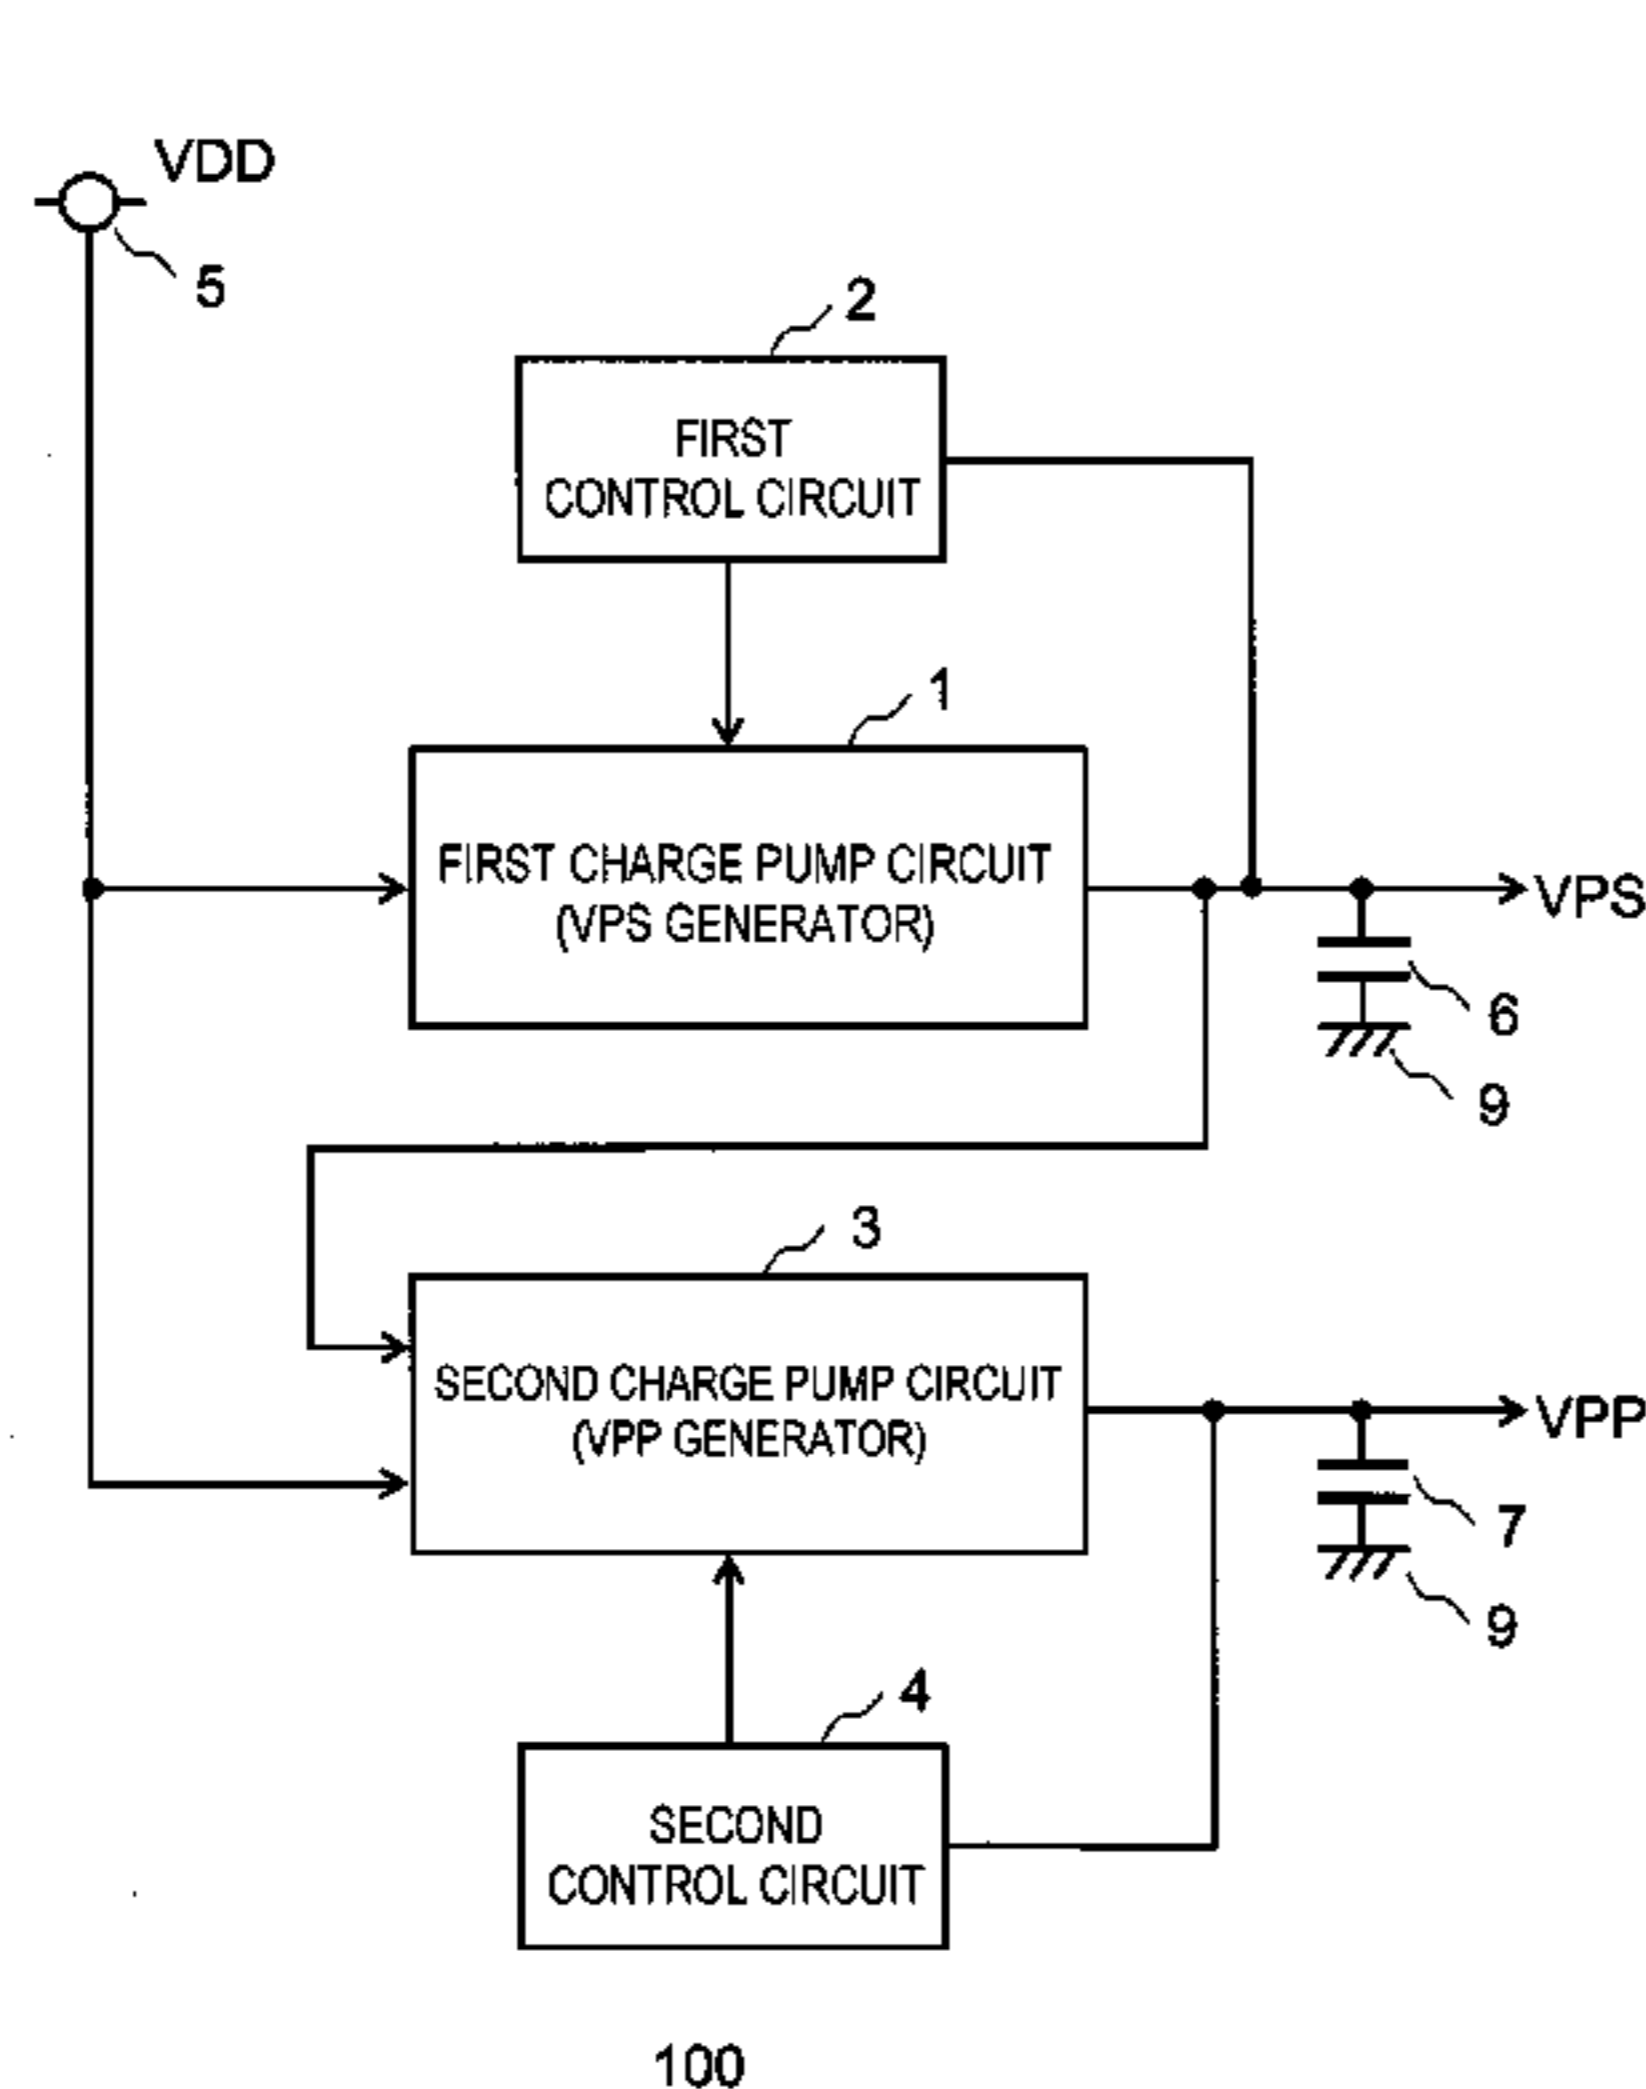 VDD
5
2
FIRST
CONTROL CIRCUIT
1
FIRST CHARGE PUMP CIRCUIT
(VPS GENERATOR)
VPS
6
9
3
SECOND CHARGE PUMP CIRCUIT
(VPP GENERATOR)
VPP
7
9
4
SECOND
CONTROL CIRCUIT
100